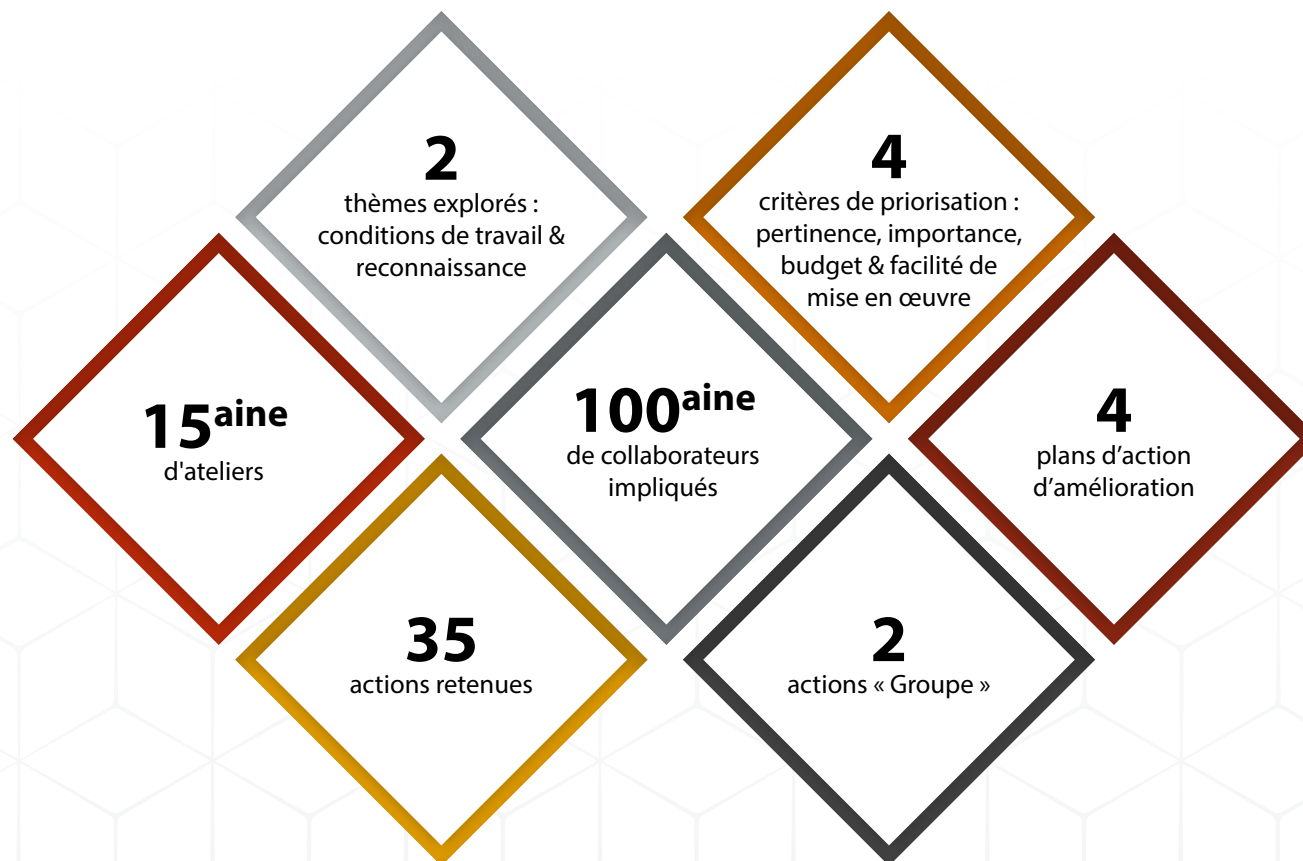 2
thèmes explorés :
conditions de travail &
reconnaissance
4
critères de priorisation :
pertinence, importance,
budget & facilité de
mise en œuvre
15aine
d'ateliers
100aine
de collaborateurs
impliqués
4
plans d’action
d’amélioration
35
actions retenues
2
actions « Groupe »